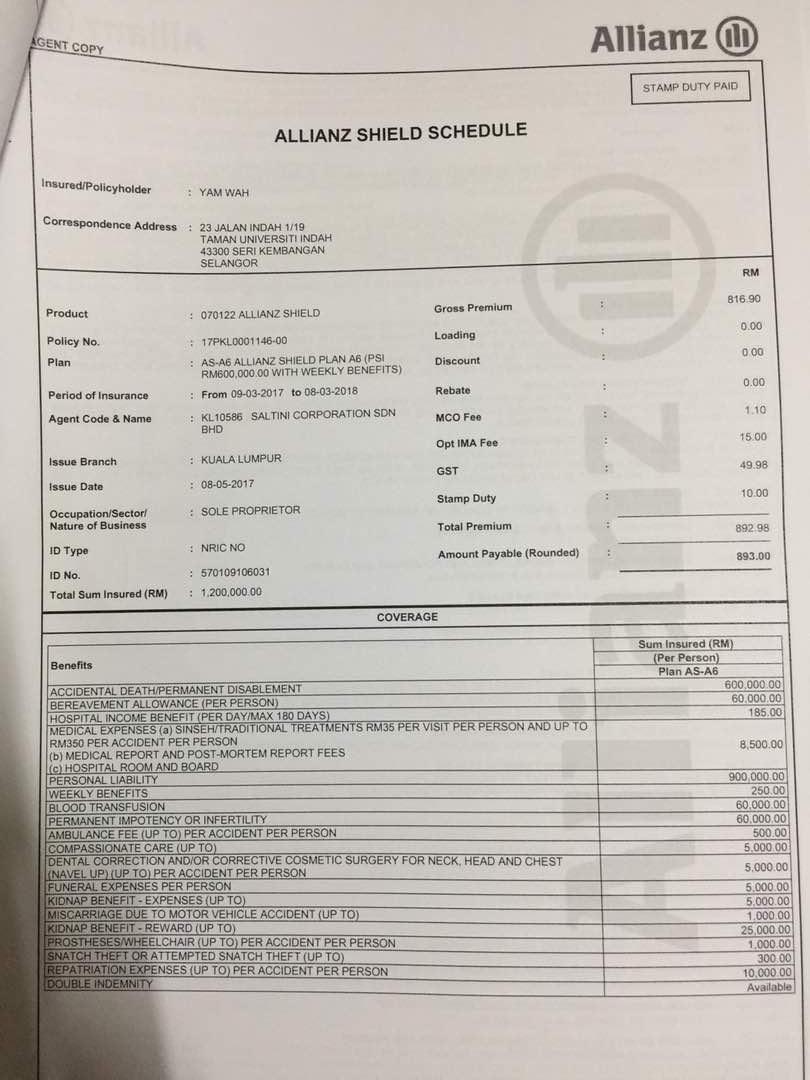 AGENT COPY
Allianz
STAMP DUTY PAID
ALLIANZ SHIELD SCHEDULE
Insured/Policyholder : YAM WAH
Correspondence Address : 23 JALAN INDAH 1/19
TAMAN UNIVERSITI INDAH
43300 SERI KEMBANGAN
SELANGOR
RM
Product : 070122 ALLIANZ SHIELD
Policy No. : 17PKL0001146-00
Plan : AS-A6 ALLIANZ SHIELD PLAN A6 (PSI
RM600,000.00 WITH WEEKLY BENEFITS)
Period of Insurance : From 09-03-2017 to 08-03-2018
Agent Code & Name : KL10586 SALTINI CORPORATION SDN
BHD
Issue Branch : KUALA LUMPUR
Issue Date : 08-05-2017
Occupation/Sector/ : SOLE PROPRIETOR
Nature of Business
ID Type : NRIC NO
ID No. : 570109106031
Total Sum Insured (RM) : 1,200,000.00
Gross Premium : 816.90
Loading : 0.00
Discount : 0.00
Rebate : 0.00
MCO Fee : 1.10
Opt IMA Fee : 15.00
GST : 49.98
Stamp Duty : 10.00
Total Premium : 892.98
Amount Payable (Rounded) : 893.00
COVERAGE
Benefits
Sum Insured (RM)
(Per Person)
Plan AS-A6
ACCIDENTAL DEATH/PERMANENT DISABLEMENT 600,000.00
BEREAVEMENT ALLOWANCE (PER PERSON) 60,000.00
HOSPITAL INCOME BENEFIT (PER DAY/MAX 180 DAYS) 185.00
MEDICAL EXPENSES (a) SINSEH/TRADITIONAL TREATMENTS RM35 PER VISIT PER PERSON AND UP TO
RM350 PER ACCIDENT PER PERSON
(b) MEDICAL REPORT AND POST-MORTEM REPORT FEES
(c) HOSPITAL ROOM AND BOARD
8,500.00
PERSONAL LIABILITY 900,000.00
WEEKLY BENEFITS 250.00
BLOOD TRANSFUSION 60,000.00
PERMANENT IMPOTENCY OR INFERTILITY 60,000.00
AMBULANCE FEE (UP TO) PER ACCIDENT PER PERSON 500.00
COMPASSIONATE CARE (UP TO) 5,000.00
DENTAL CORRECTION AND/OR CORRECTIVE COSMETIC SURGERY FOR NECK, HEAD AND CHEST
(NAVEL UP) (UP TO) PER ACCIDENT PER PERSON
5,000.00
FUNERAL EXPENSES PER PERSON 5,000.00
KIDNAP BENEFIT - EXPENSES (UP TO) 5,000.00
MISCARRIAGE DUE TO MOTOR VEHICLE ACCIDENT (UP TO) 1,000.00
KIDNAP BENEFIT - REWARD (UP TO) 25,000.00
PROSTHESES/WHEELCHAIR (UP TO) PER ACCIDENT PER PERSON 1,000.00
SNATCH THEFT OR ATTEMPTED SNATCH THEFT (UP TO) 300.00
REPATRIATION EXPENSES (UP TO) PER ACCIDENT PER PERSON 10,000.00
DOUBLE INDEMNITY Available
Allianz